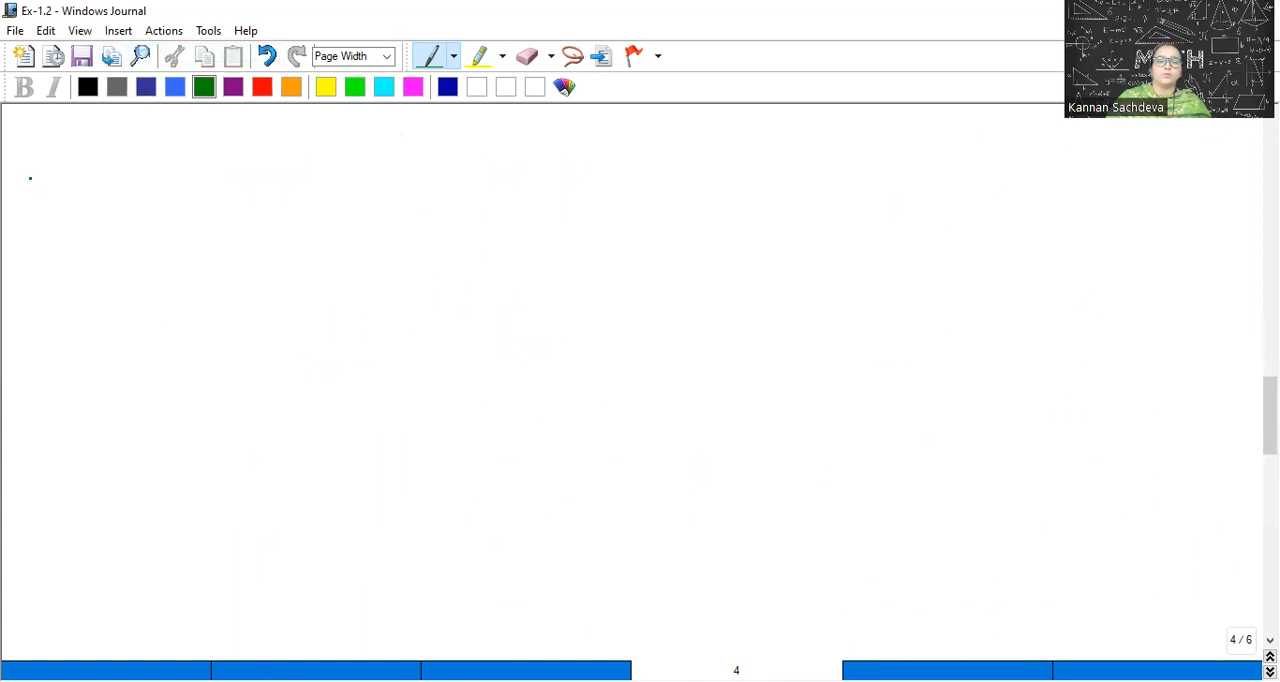 Ex-1.2 - Windows Journal
File Edit View Insert Actions Tools Help
Page Width
B I
Kannan Sachdeva
4 / 6
4